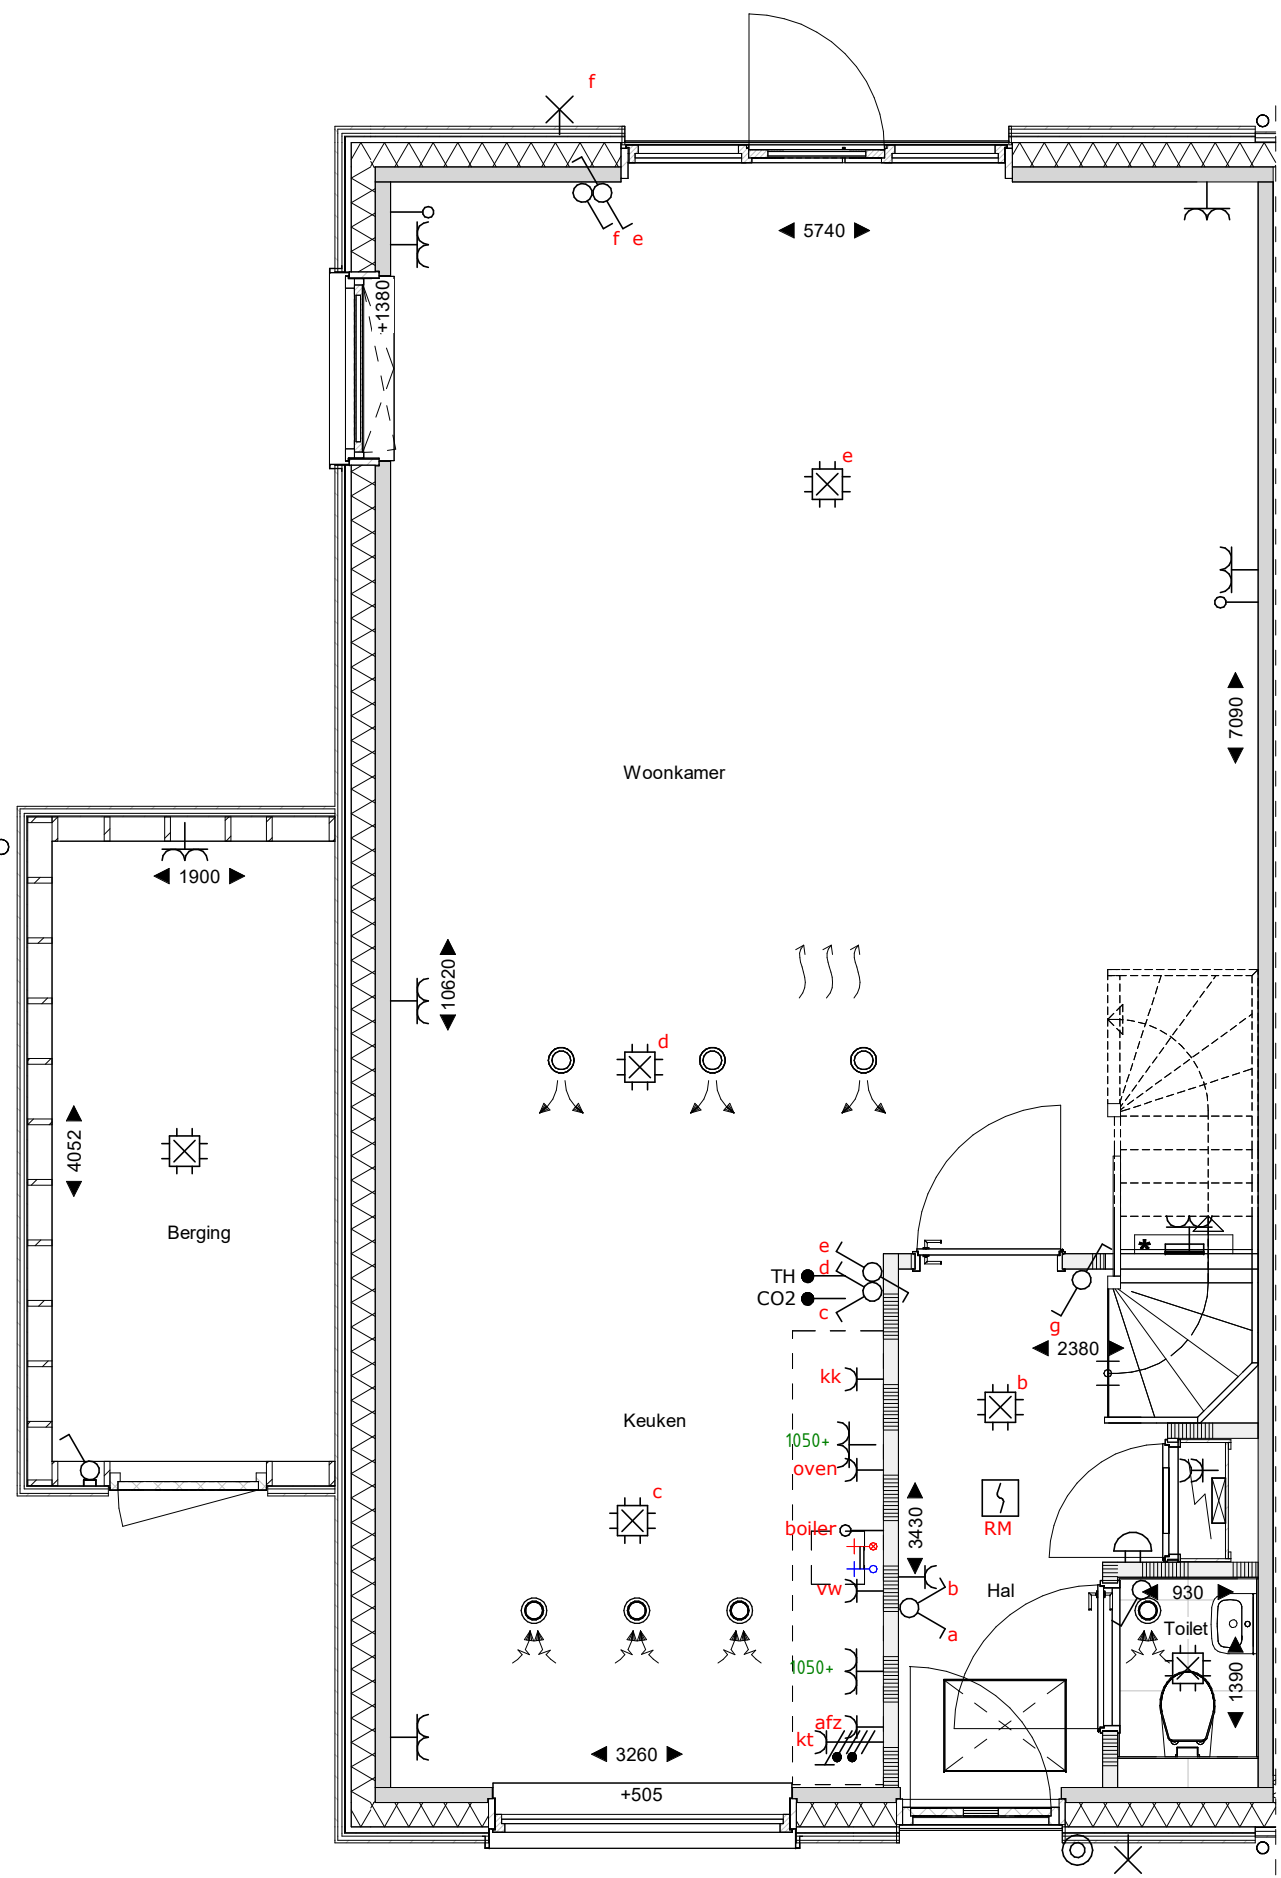 f
f e
5740
+1380
e
7090
Woonkamer
1900
10620
d
4052
Berging
e
d
TH
CO2
c
g
2380
*
kk
b
Keuken
1050+
oven
c
3430
RM
boiler
vw
b
Hal
930
a
Toilet
1050+
1390
afz
kt
3260
+505